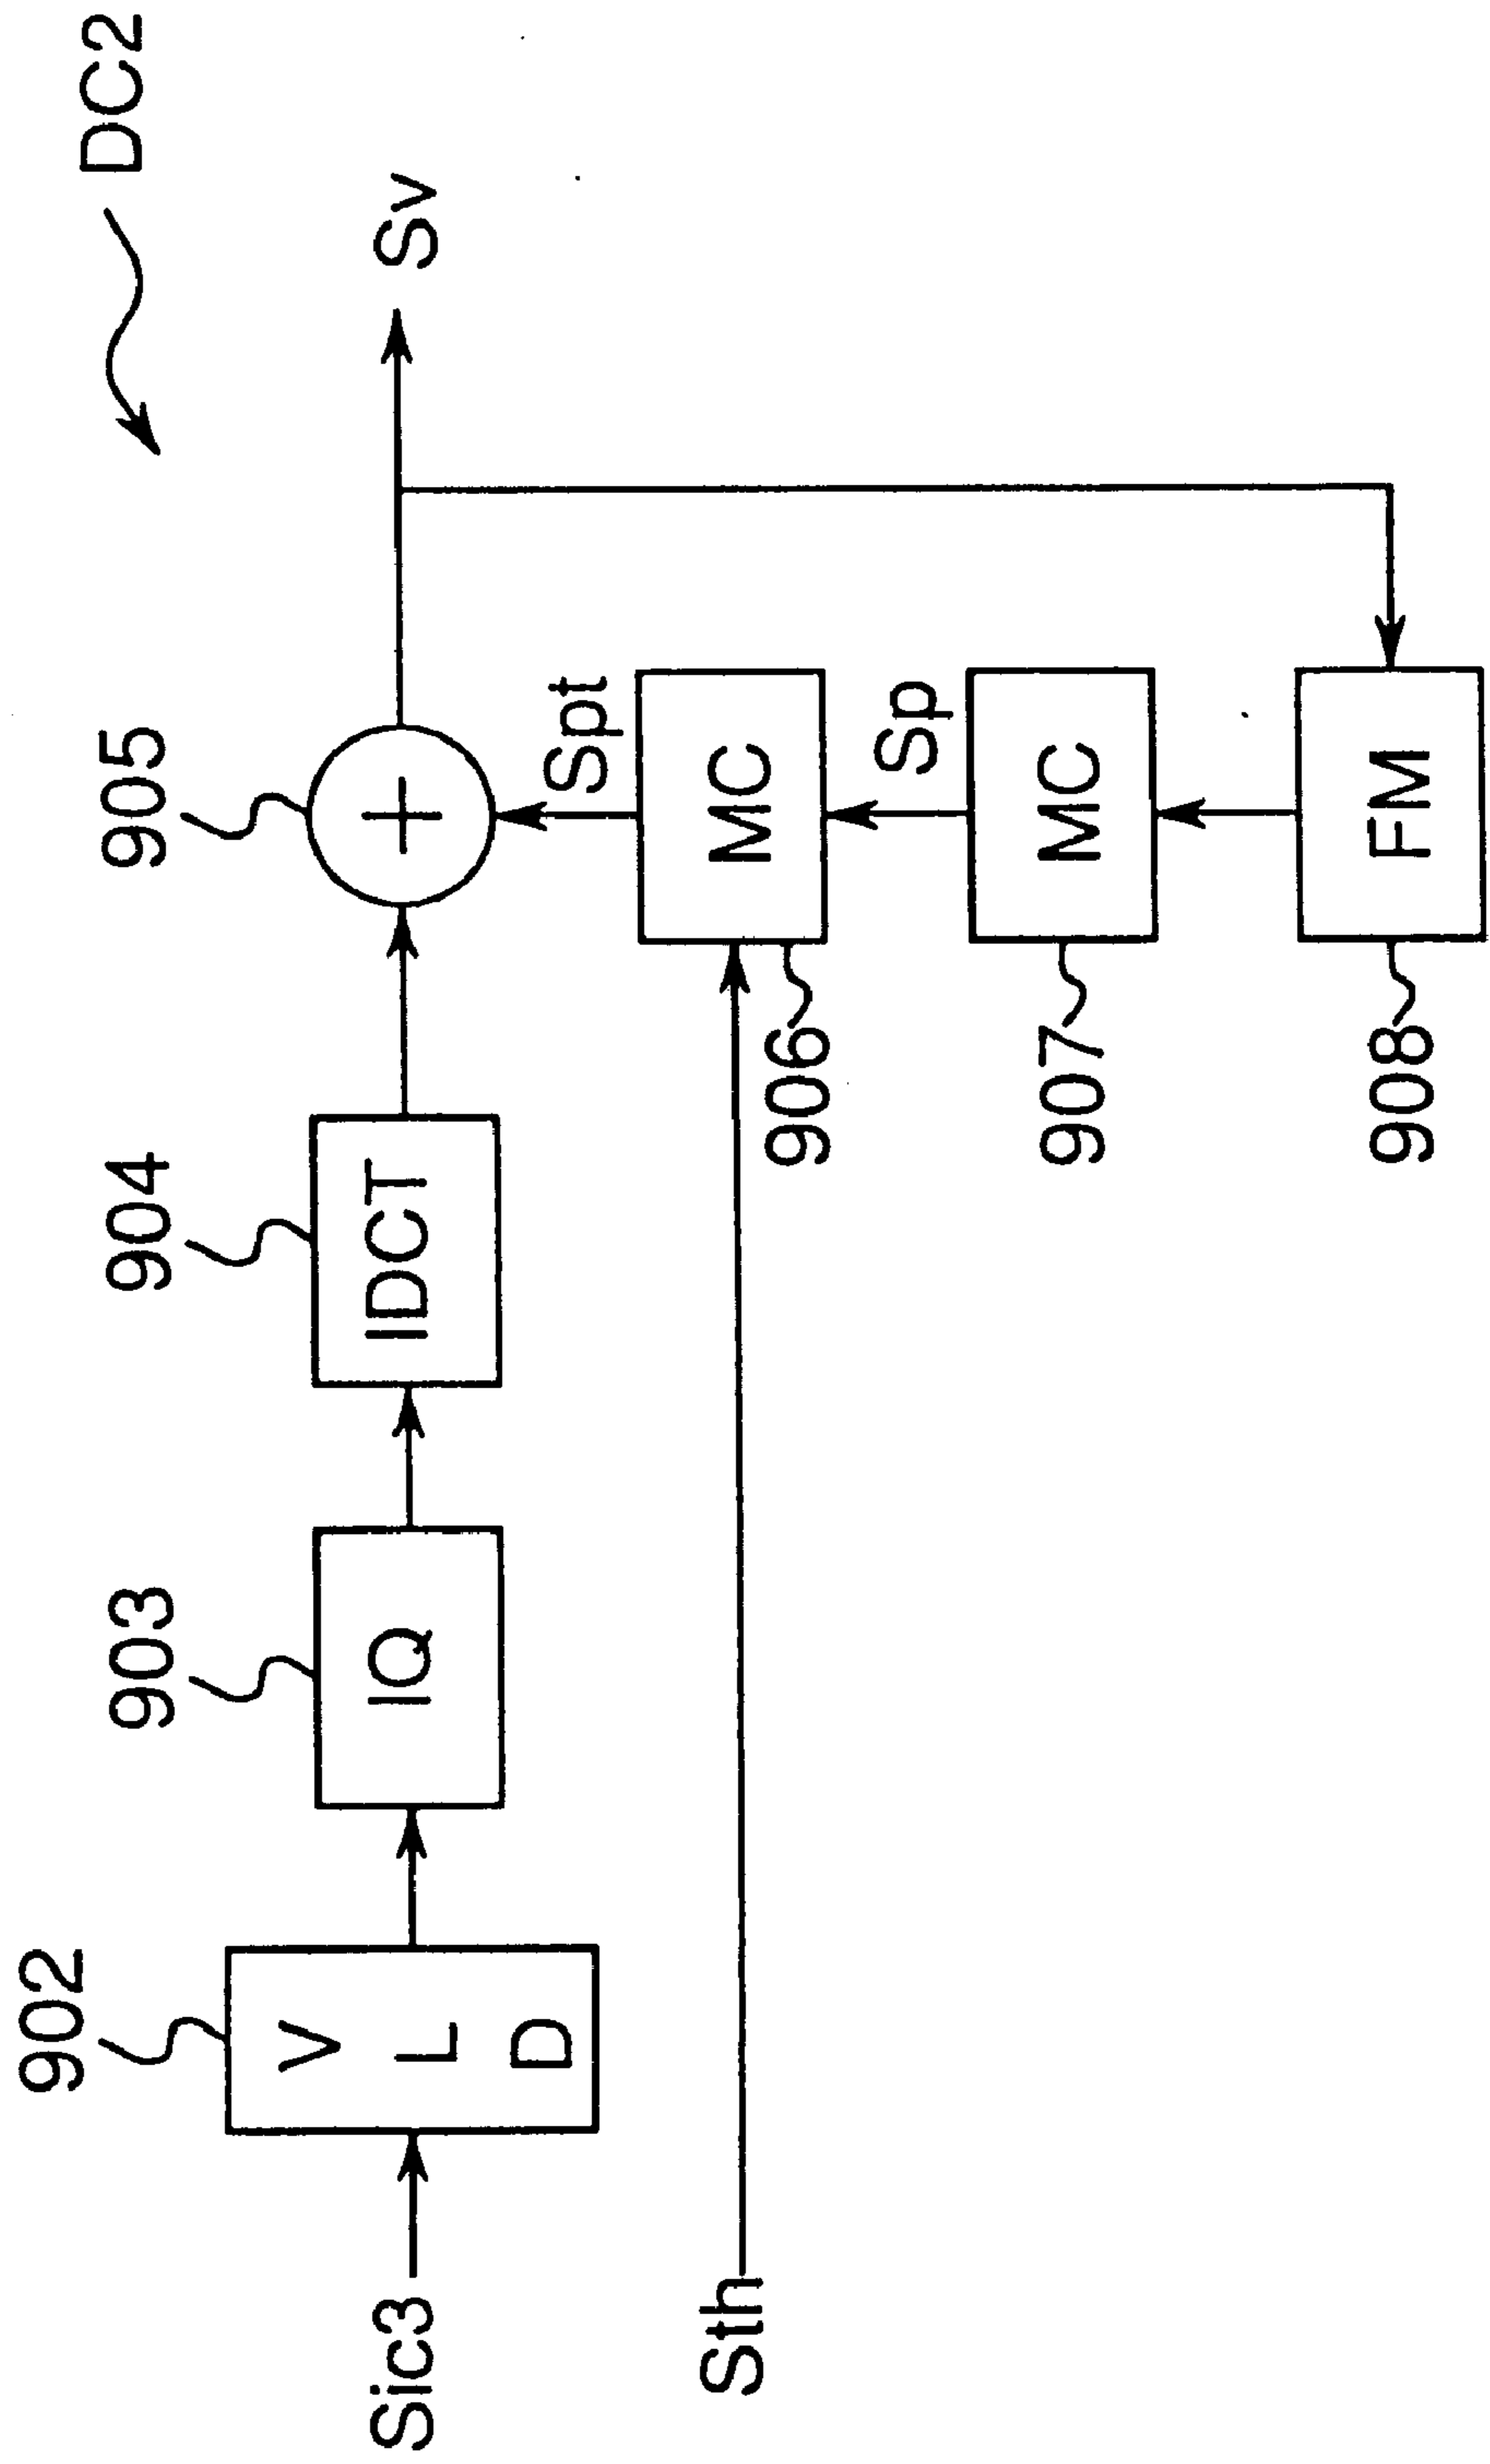 DC2
902
903
904
905
Sic3
V
L
D
IQ
IDCT
+
Sv
Spt
Sth
MC
906
Sp
MC
907
FM
908